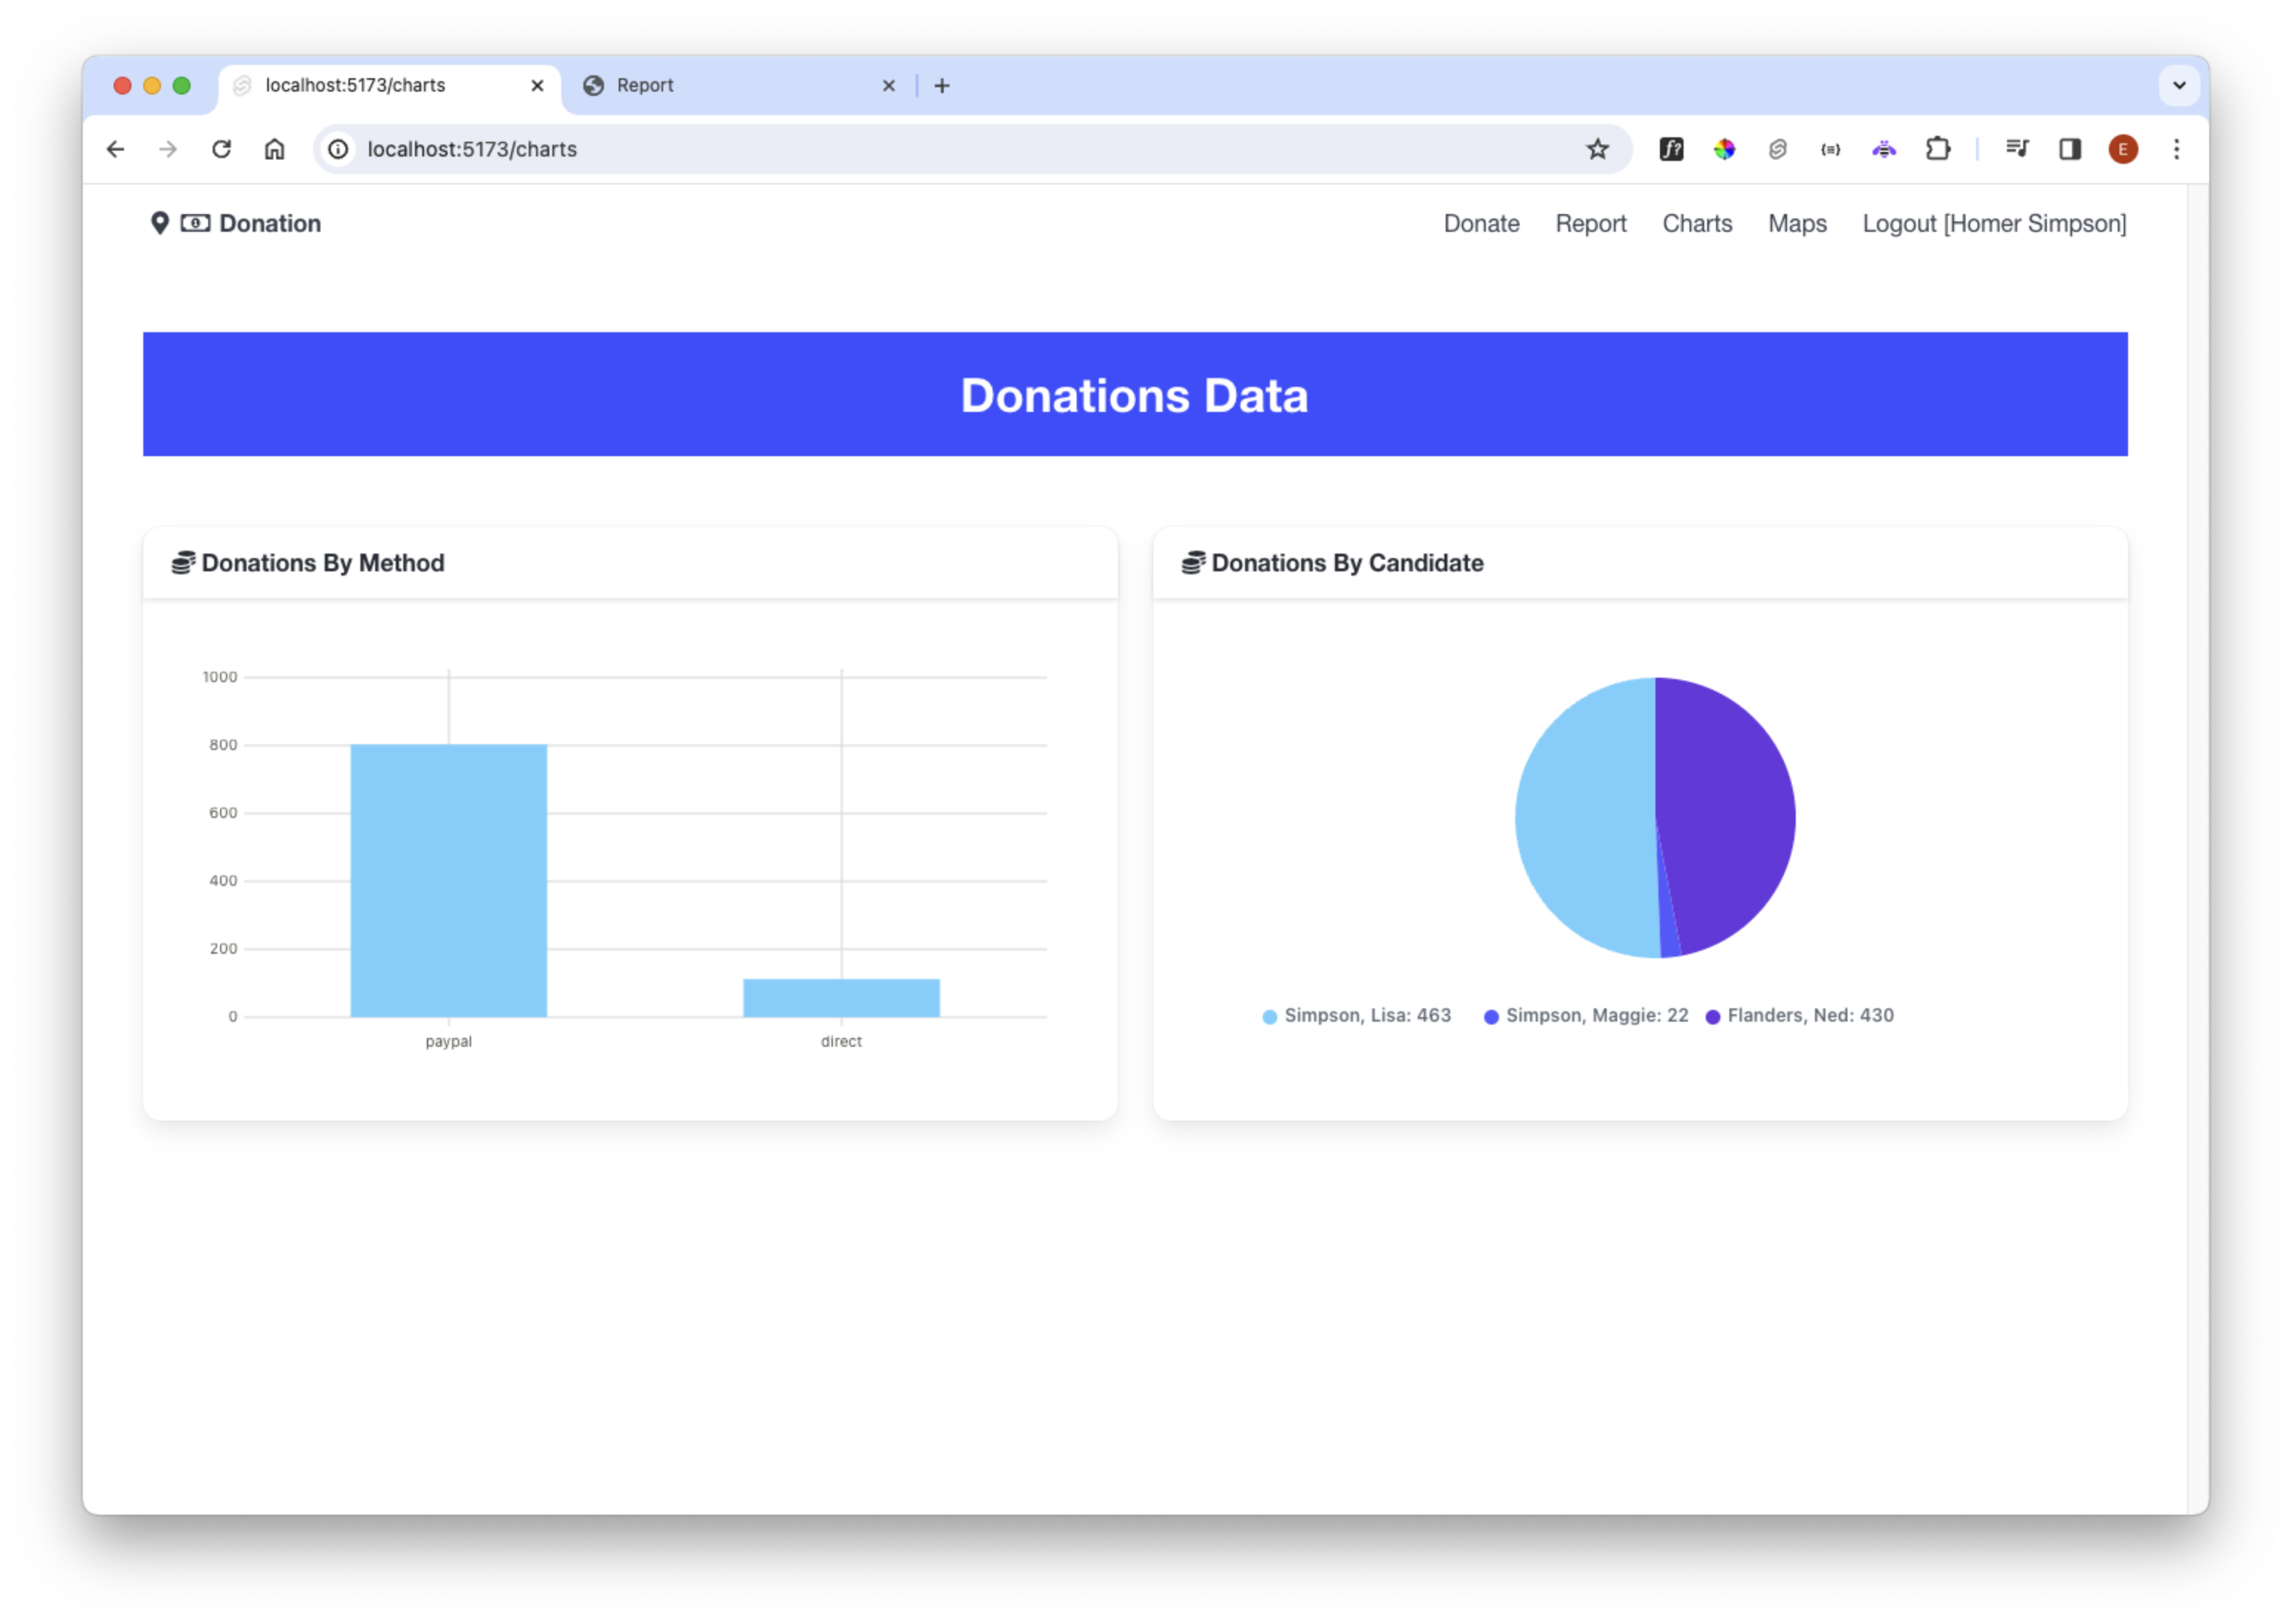 localhost:5173/charts
Report
localhost:5173/charts
f?
{≡}
E
Donation
Donate Report Charts Maps Logout [Homer Simpson]
Donations Data
Donations By Method
1000
800
600
400
200
0
paypal direct
Donations By Candidate
Simpson, Lisa: 463 Simpson, Maggie: 22 Flanders, Ned: 430